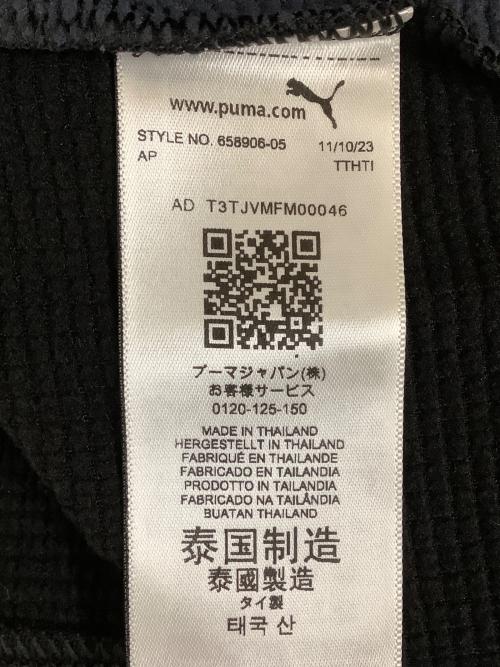 www.puma.com
STYLE NO. 658906-05 11/10/23
AP TTHTI
AD T3TJVMFM00046
プーマジャパン(株)
お客様サービス
0120-125-150
MADE IN THAILAND
HERGESTELLT IN THAILAND
FABRIQUÉ EN THAILANDE
FABRICADO EN TAILANDIA
PRODOTTO IN TAILANDIA
FABRICADO NA TAILÂNDIA
BUATAN THAILAND
泰国制造
泰國製造
タイ製
태국 산